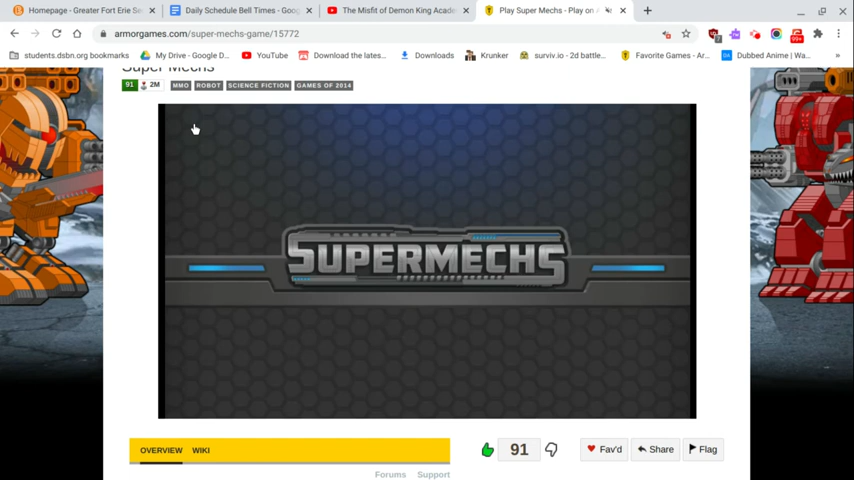 Homepage - Greater Fort Erie Se
Daily Schedule Bell Times - Goog
The Misfit of Demon King Acade
Play Super Mechs - Play on A
armorgames.com/super-mechs-game/15772
7
99+
students.dsbn.org bookmarks
My Drive - Google D...
YouTube
Download the lates...
Downloads
Krunker
surviv.io - 2d battle...
Favorite Games - Ar...
Dubbed Anime | Wa...
»
Super Mechs
91
2M
MMO
ROBOT
SCIENCE FICTION
GAMES OF 2014
SUPERMECHS
OVERVIEW
WIKI
91
Fav'd
Share
Flag
Forums
Support